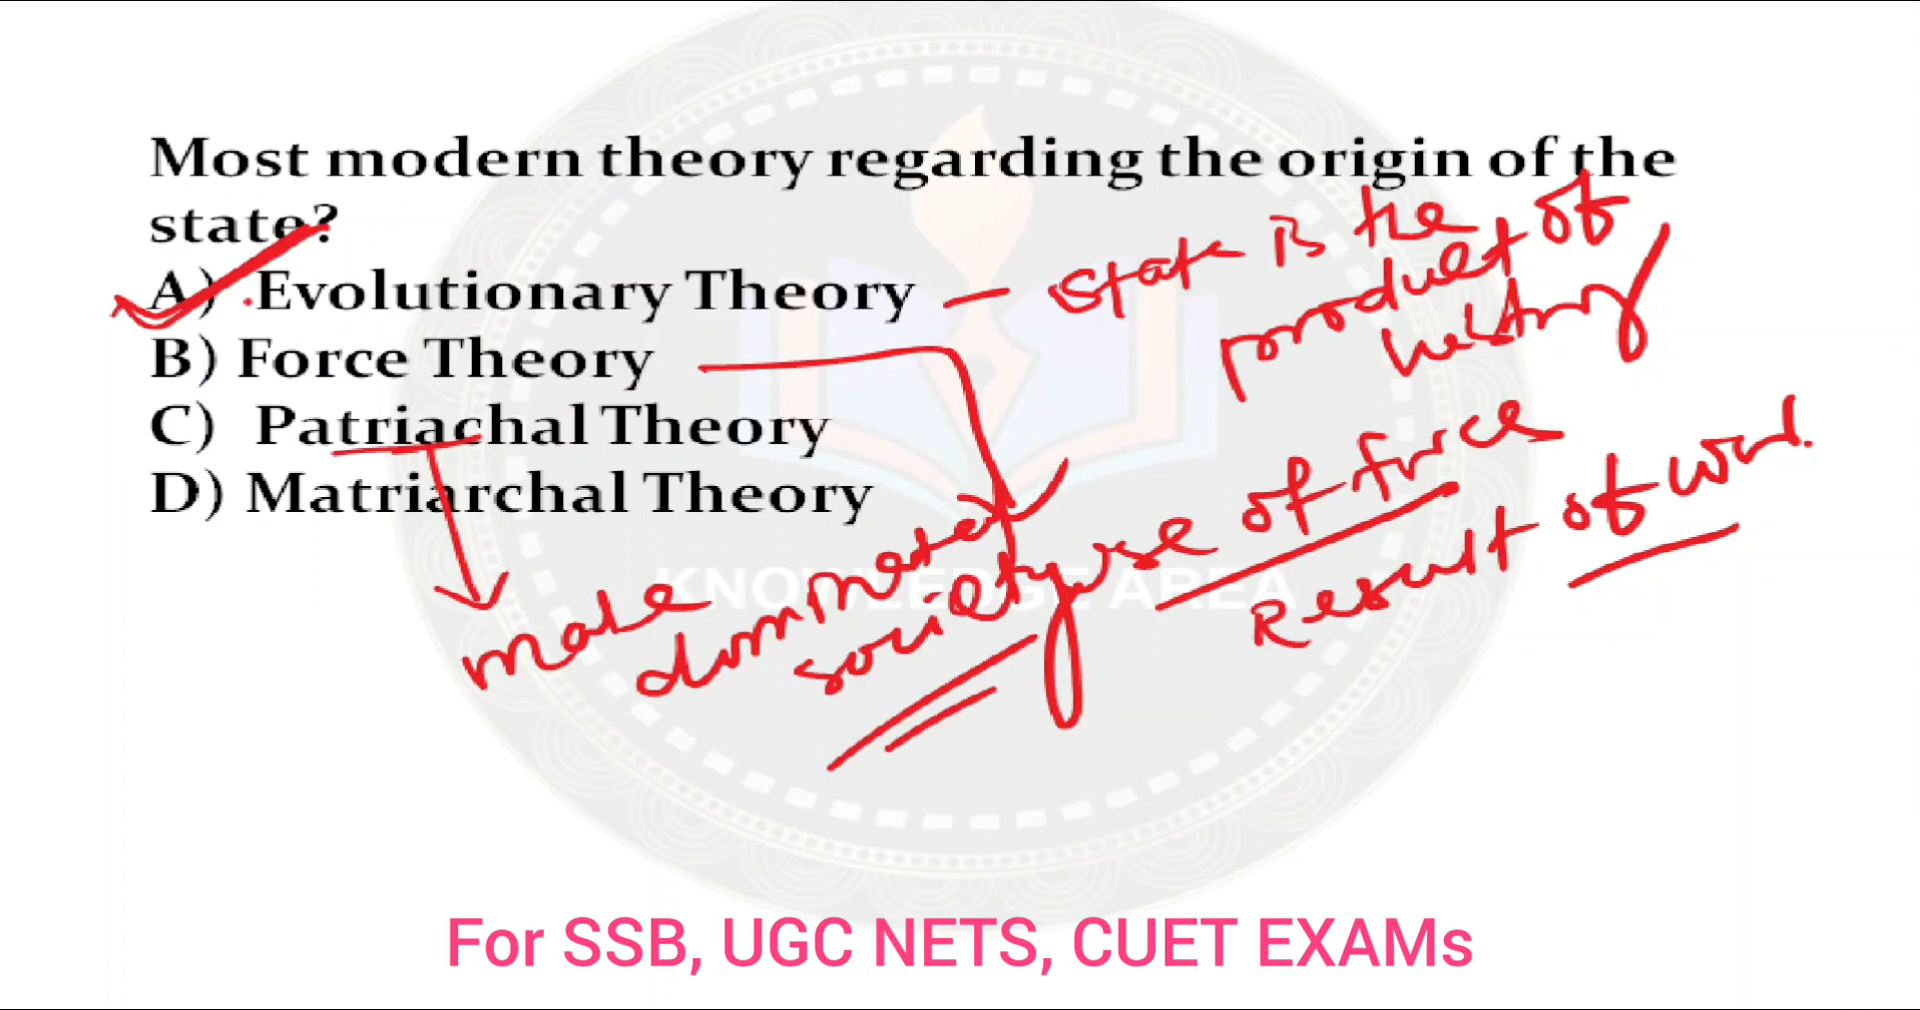 Most modern theory regarding the origin of the
state?
A) .Evolutionary Theory
B) Force Theory
C) Patriachal Theory
D) Matriarchal Theory
State is the
product of
history
use of force
Result of war.
male
dominated
society
KNOWLEDGE AREA
For SSB, UGC NETS, CUET EXAMs